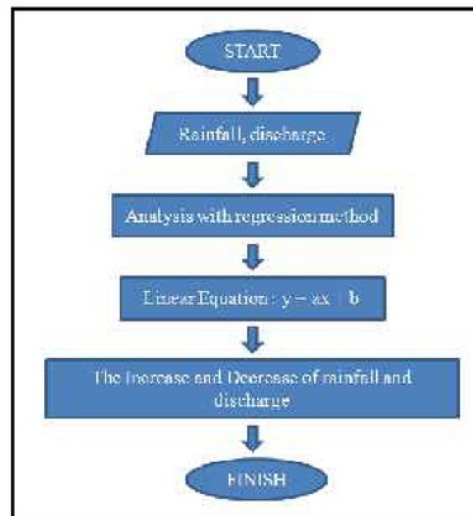 START
Rainfall, discharge
Analysis with regression method
Linear Equation : y = ax + b
The Increase and Decrease of rainfall and
discharge
FINISH